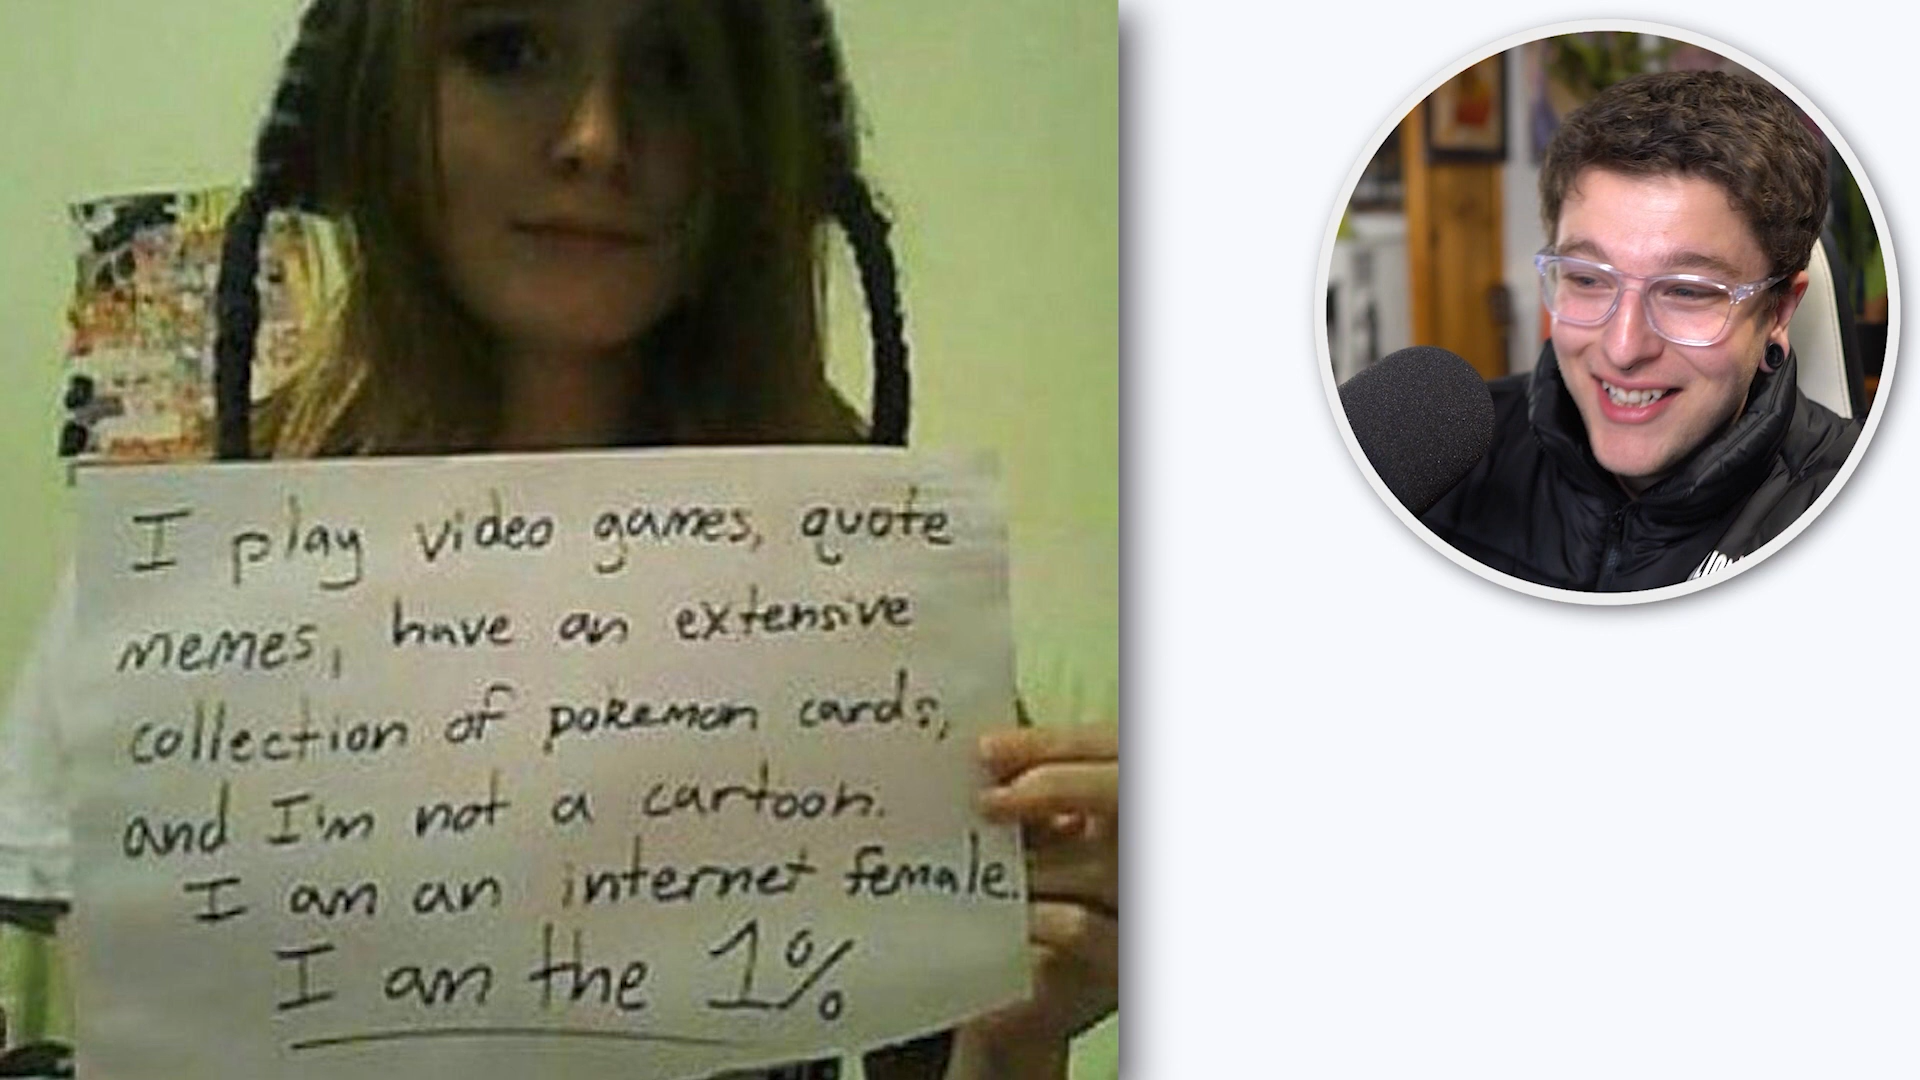 I play video games, quote
memes, have an extensive
collection of pokemon cards,
and I'm not a cartoon.
I am an internet female.
I am the 1%